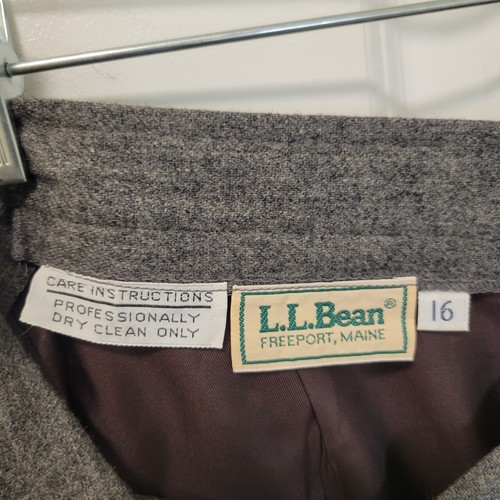 CARE INSTRUCTIONS
PROFESSIONALLY
DRY CLEAN ONLY
L.L.Bean®
FREEPORT, MAINE
16